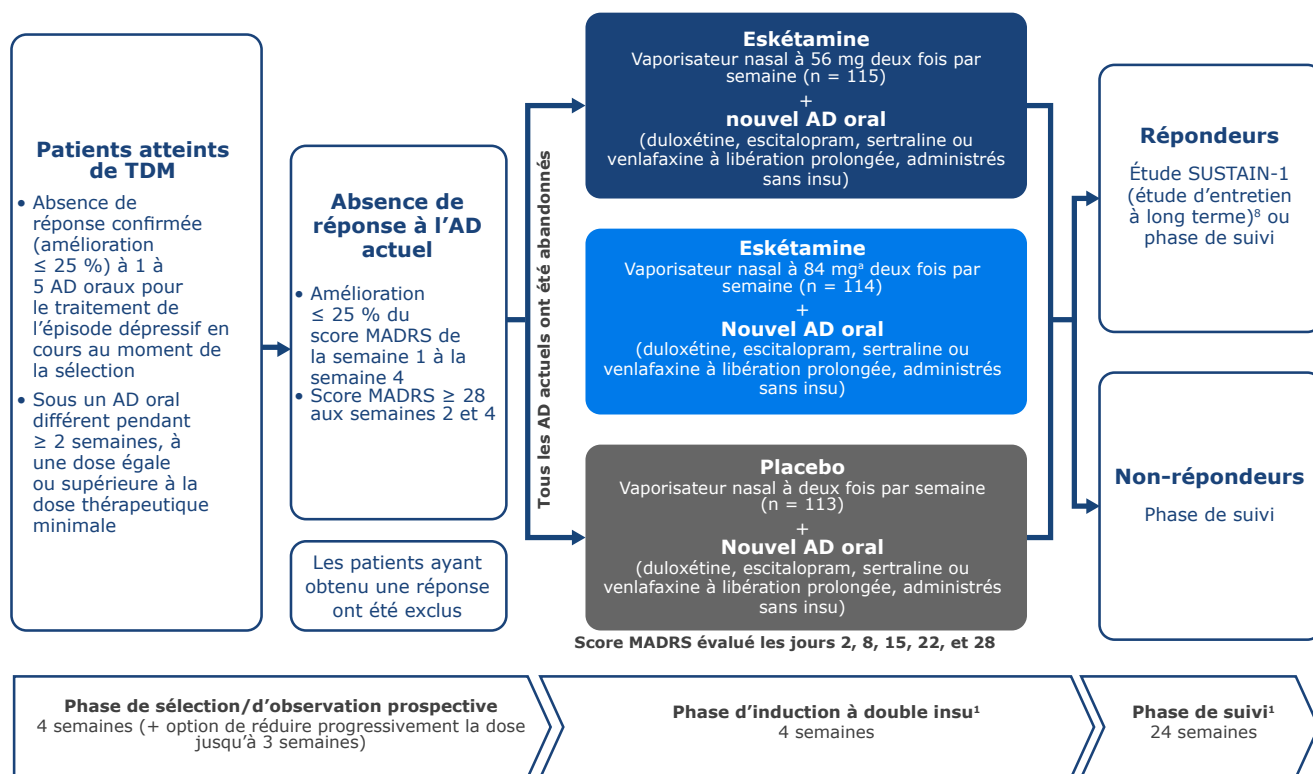 Patients atteints
de TDM
• Absence de
réponse confirmée
(amélioration
≤ 25 %) à 1 à
5 AD oraux pour
le traitement de
l'épisode dépressif en
cours au moment de
la sélection
• Sous un AD oral
différent pendant
≥ 2 semaines, à
une dose égale
ou supérieure à la
dose thérapeutique
minimale
Absence de
réponse à l'AD
actuel
• Amélioration
≤ 25 % du
score MADRS de
la semaine 1 à la
semaine 4
• Score MADRS ≥ 28
aux semaines 2 et 4
Les patients ayant
obtenu une réponse
ont été exclus
Tous les AD actuels ont été abandonnés
Eskétamine
Vaporisateur nasal à 56 mg deux fois par
semaine (n = 115)
+
nouvel AD oral
(duloxétine, escitalopram, sertraline ou
venlafaxine à libération prolongée, administrés
sans insu)
Eskétamine
Vaporisateur nasal à 84 mgᵃ deux fois par
semaine (n = 114)
+
Nouvel AD oral
(duloxétine, escitalopram, sertraline ou
venlafaxine à libération prolongée, administrés
sans insu)
Placebo
Vaporisateur nasal à deux fois par semaine
(n = 113)
+
Nouvel AD oral
(duloxétine, escitalopram, sertraline ou
venlafaxine à libération prolongée, administrés
sans insu)
Score MADRS évalué les jours 2, 8, 15, 22, et 28
Répondeurs
Étude SUSTAIN-1
(étude d'entretien
à long terme)⁸ ou
phase de suivi
Non-répondeurs
Phase de suivi
Phase de sélection/d'observation prospective
4 semaines (+ option de réduire progressivement la dose
jusqu'à 3 semaines)
Phase d'induction à double insu¹
4 semaines
Phase de suivi¹
24 semaines